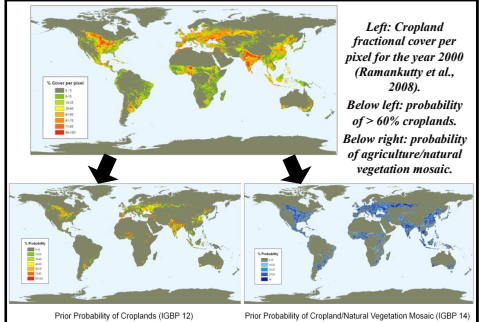 Left: Cropland
fractional cover per
pixel for the year 2000
(Ramankutty et al.,
2008).
Below left: probability
of > 60% croplands.
Below right: probability
of agriculture/natural
vegetation mosaic.
% Cover per pixel
% Probability
% Probability
Prior Probability of Croplands (IGBP 12)
Prior Probability of Cropland/Natural Vegetation Mosaic (IGBP 14)